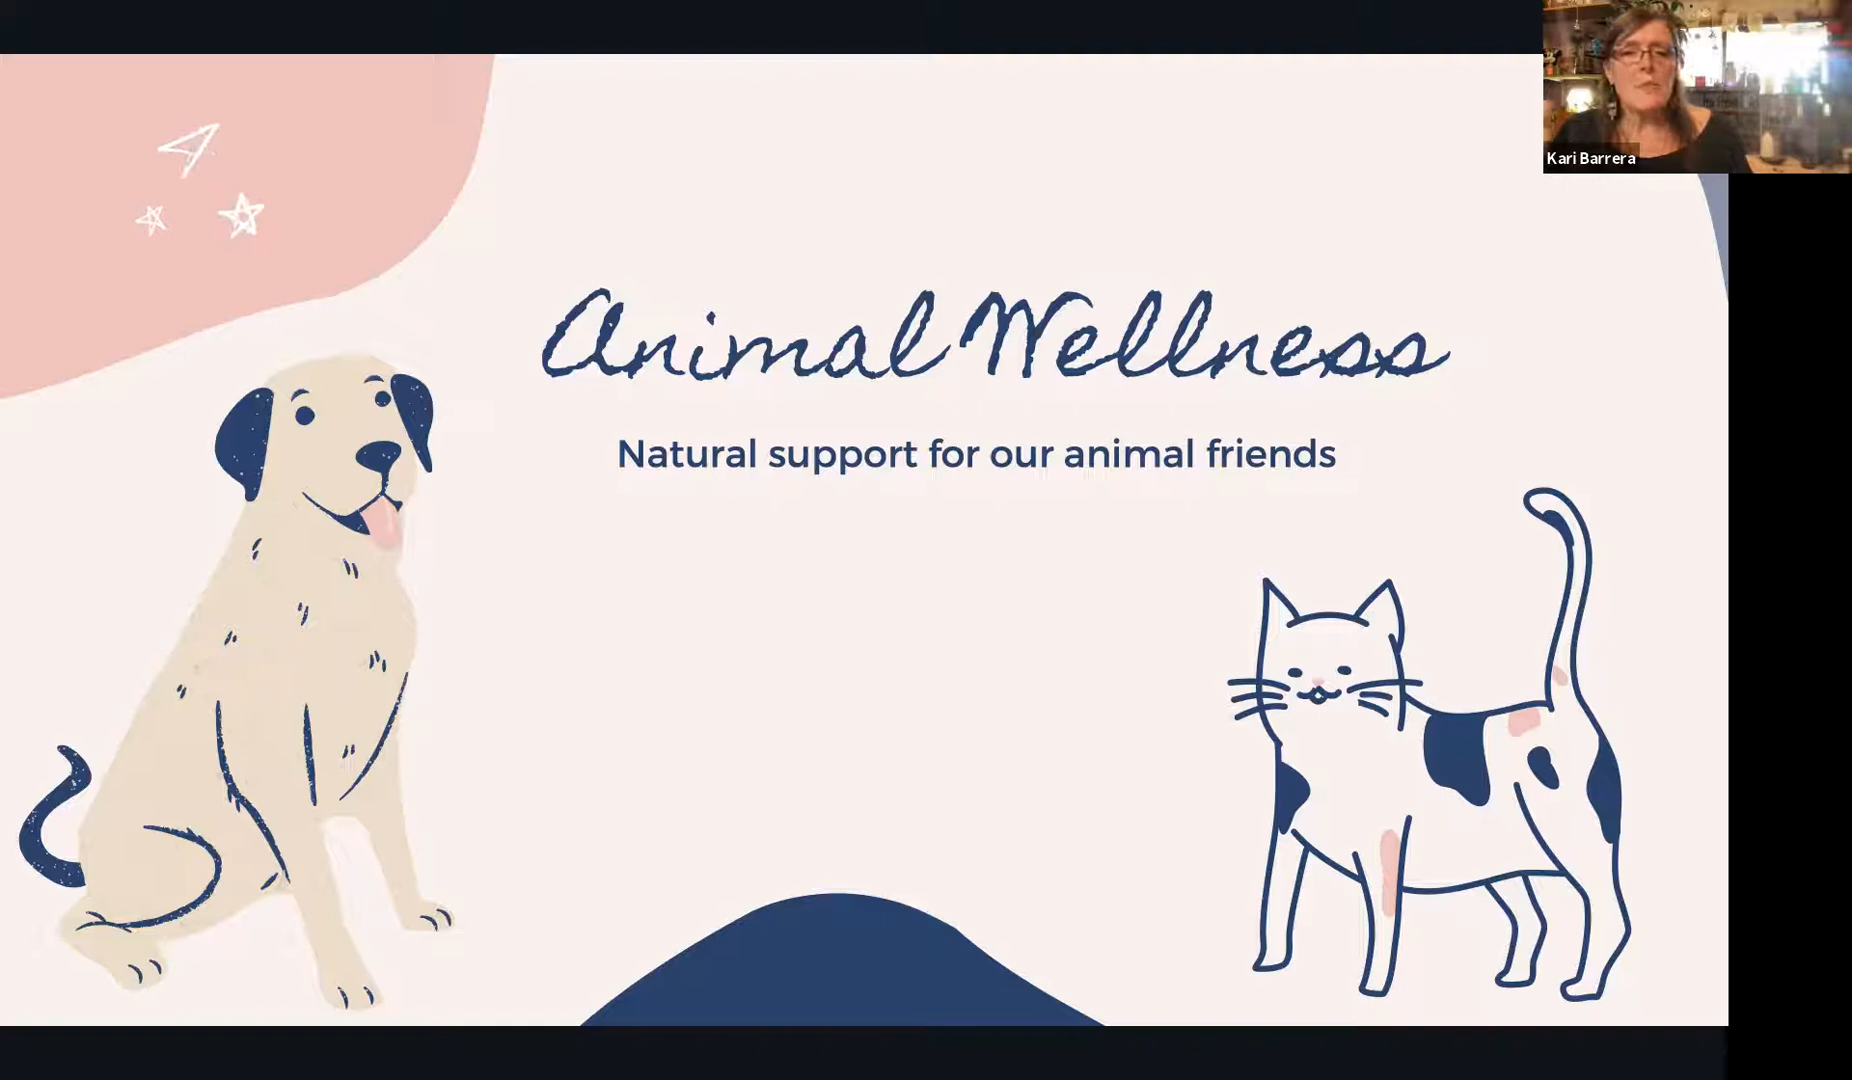 Kari Barrera
Animal Wellness
Natural support for our animal friends